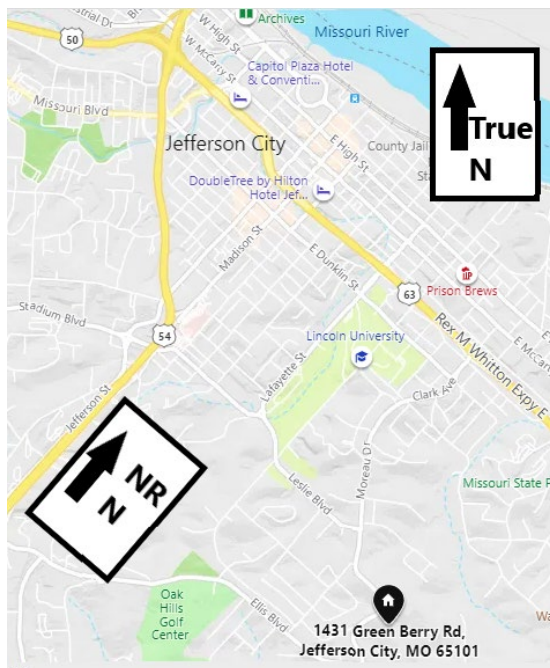 Archives
Missouri River
50
W High St
W McCarty St
Capitol Plaza Hotel
& Conventi...
Missouri Blvd
True
N
Jefferson City
E High St
County Jail
DoubleTree by Hilton
Hotel Jef...
Madison St
E Dunklin St
Prison Brews
63
Stadium Blvd
54
Lincoln University
Rex M Whitton Expy E
E McCa
Lafayette St
Clark Ave
Jefferson St
NR
N
Moreau Dr
Leslie Blvd
Missouri State P
Oak
Hills
Golf
Center
Ellis Blvd
1431 Green Berry Rd,
Jefferson City, MO 65101
Wa